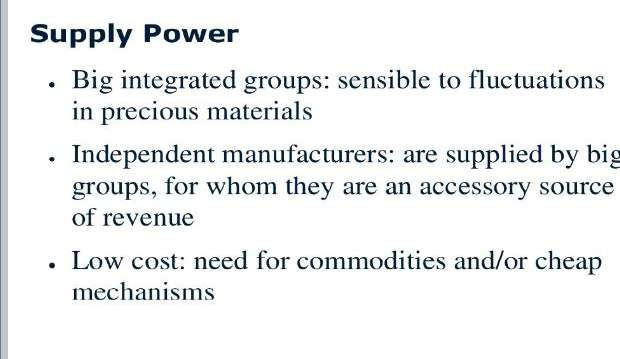 Supply Power
• Big integrated groups: sensible to fluctuations
in precious materials
• Independent manufacturers: are supplied by big
groups, for whom they are an accessory source
of revenue
• Low cost: need for commodities and/or cheap
mechanisms